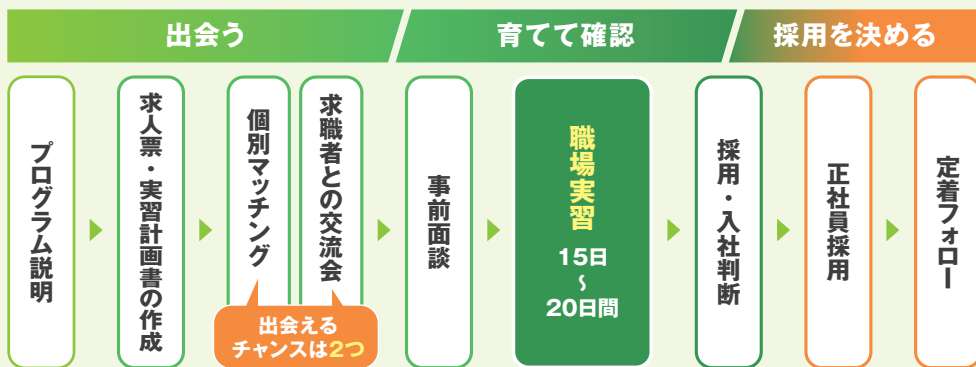 出会う
育てて確認
採用を決める
プログラム説明
求人票・実習計画書の作成
個別マッチング
求職者との交流会
出会える
チャンスは2つ
事前面談
職場実習
15日
〜
20日間
採用・入社判断
正社員採用
定着フォロー